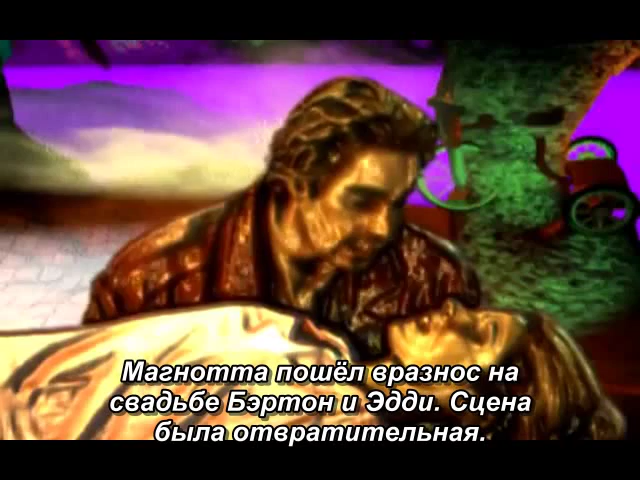 Магнотта пошёл вразнос на
свадьбе Бэртон и Эдди. Сцена
была отвратительная.